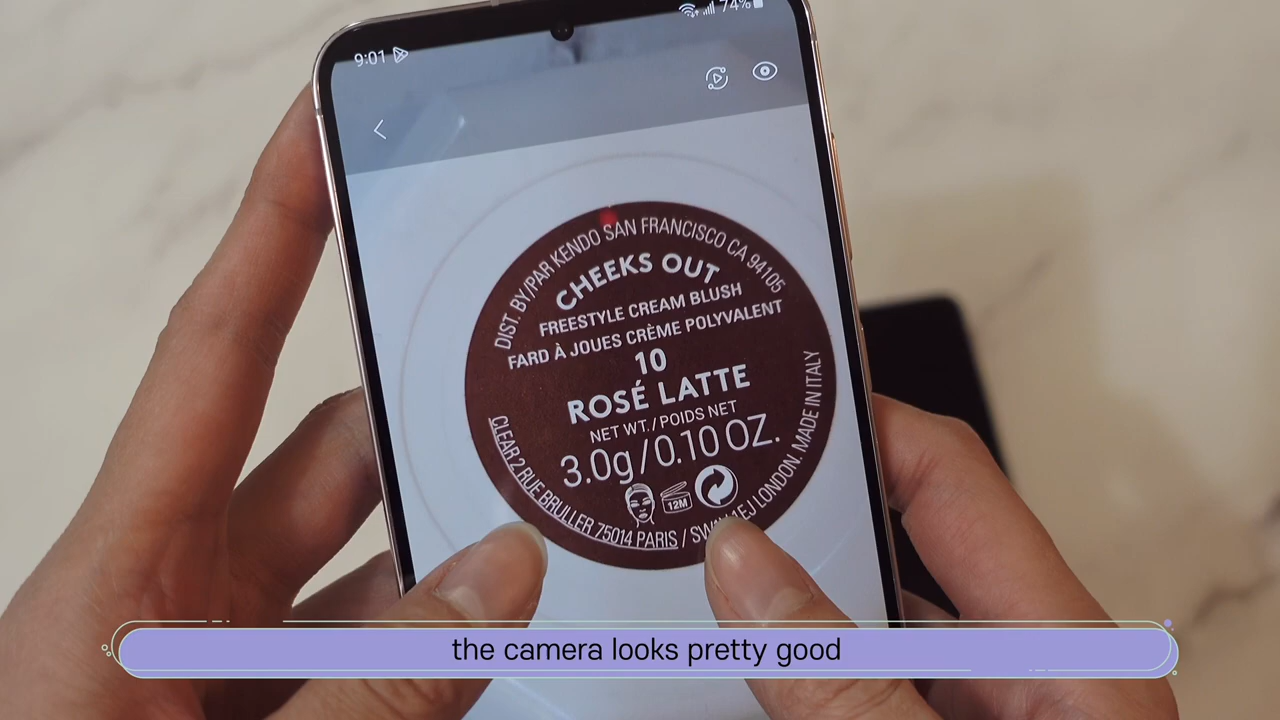 9:01
74%
DIST. BY/PAR KENDO SAN FRANCISCO CA 94105
CHEEKS OUT
FREESTYLE CREAM BLUSH
FARD À JOUES CRÈME POLYVALENT
10
ROSÉ LATTE
NET WT./POIDS NET
3.0g/0.10 OZ.
12M
CLEAR 2 RUE BRULLER 75014 PARIS / 1EJ LONDON. MADE IN ITALY
the camera looks pretty good